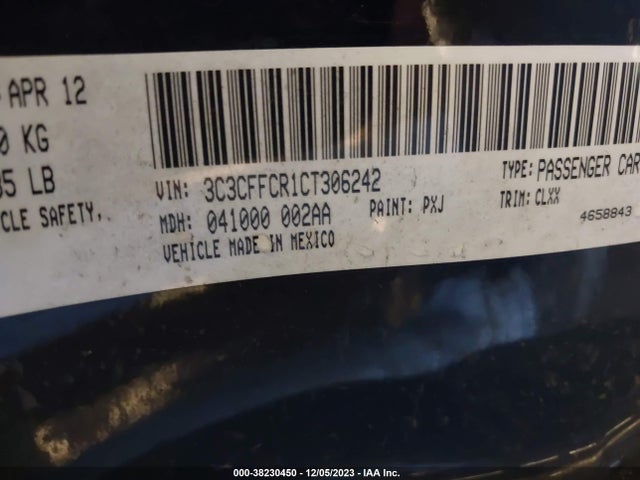 APR 12
KG
LB
CLE SAFETY,
VIN: 3C3CFFCR1CT306242
TYPE: PASSENGER CAR
MDH: 041000 002AA PAINT: PXJ TRIM: CLXX
VEHICLE MADE IN MEXICO
4658843
000-38230450 - 12/05/2023 - IAA Inc.